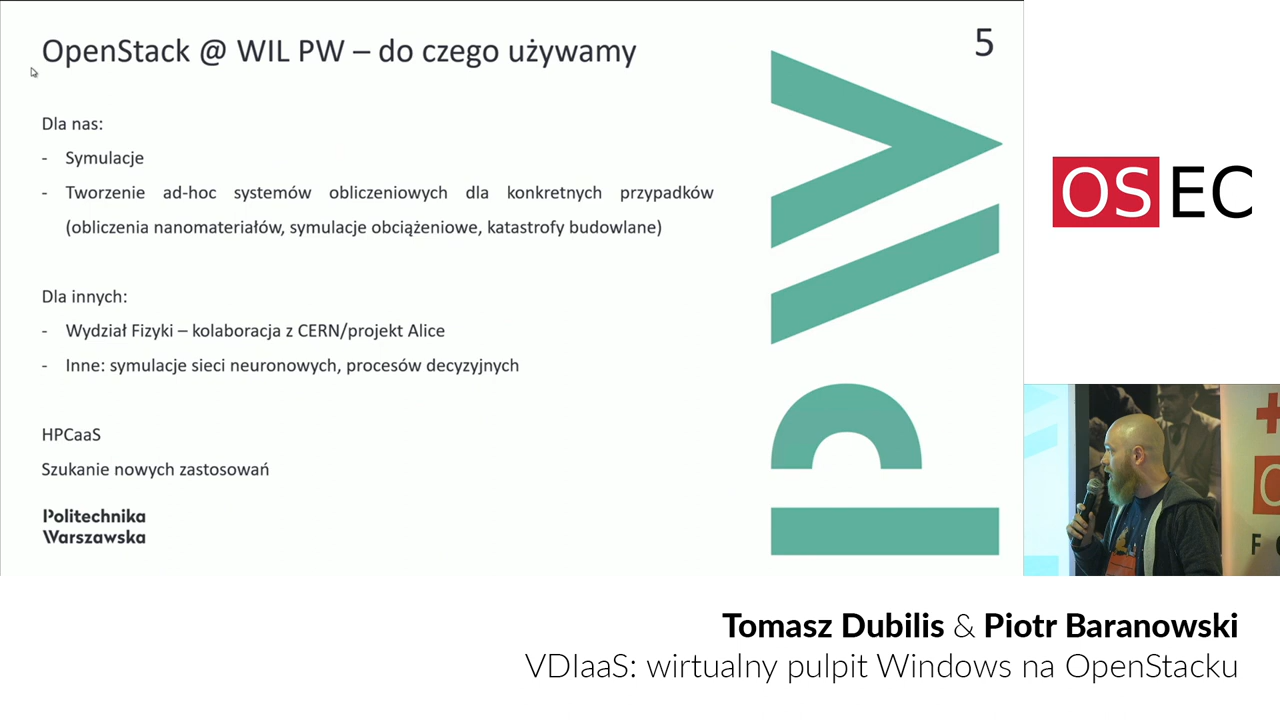 OpenStack @ WIL PW – do czego używamy
5
Dla nas:
- Symulacje
- Tworzenie ad-hoc systemów obliczeniowych dla konkretnych przypadków
(obliczenia nanomateriałów, symulacje obciążeniowe, katastrofy budowlane)
Dla innych:
- Wydział Fizyki – kolaboracja z CERN/projekt Alice
- Inne: symulacje sieci neuronowych, procesów decyzyjnych
HPCaaS
Szukanie nowych zastosowań
Politechnika
Warszawska
PW
OSEC
Tomasz Dubilis & Piotr Baranowski
VDIaaS: wirtualny pulpit Windows na OpenStacku